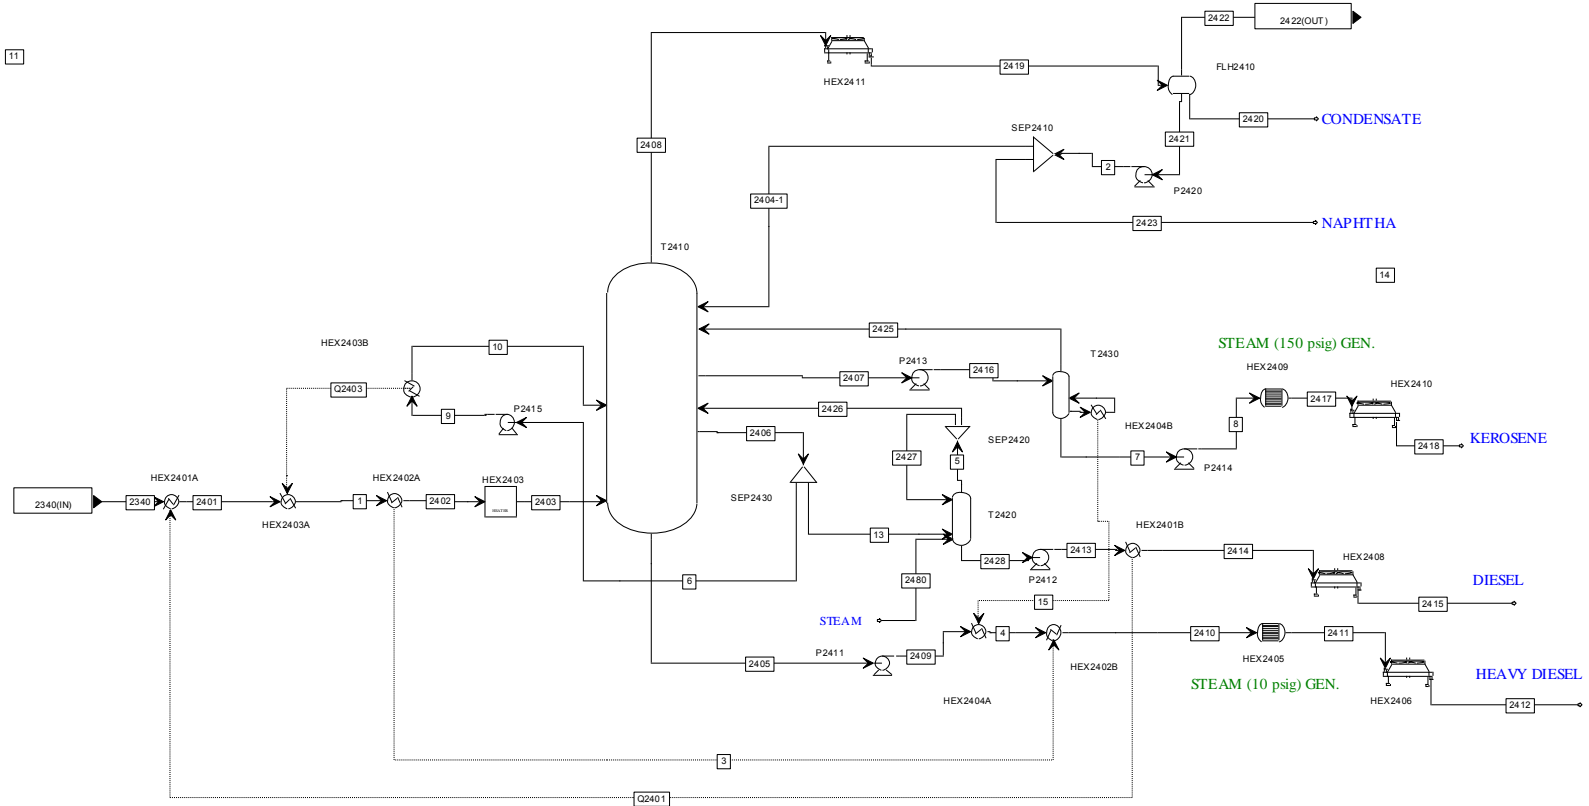 2422
2422(OUT)
11
2419
FLH2410
HEX2411
2420
CONDENSATE
SEP2410
2421
2408
2
P2420
2404-1
2423
NAPHTHA
T2410
14
2425
HEX2403B
10
STEAM (150 psig) GEN.
T2430
P2413
2416
HEX2409
2407
HEX2410
Q2403
2417
2426
9
P2415
HEX2404B
8
2406
SEP2420
2418
KEROSENE
2427
5
7
P2414
HEX2401A
HEX2402A
HEX2403
SEP2430
2340(IN)
2340
2401
1
2402
2403
T2420
HEX2403A
HEX2401B
13
2413
2414
HEX2408
2428
P2412
6
2480
DIESEL
15
2415
STEAM
P2411
2409
4
2410
2411
2405
HEX2402B
HEX2405
HEAVY DIESEL
STEAM (10 psig) GEN.
HEX2404A
HEX2406
2412
3
Q2401